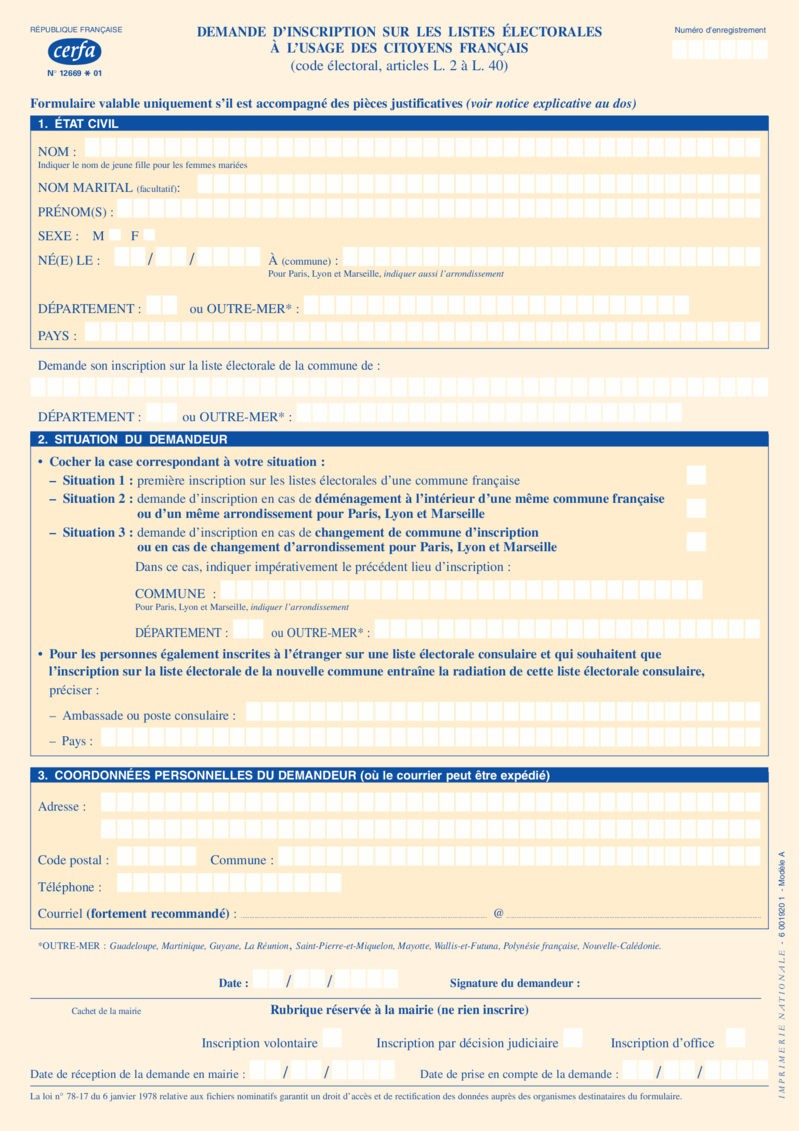 RÉPUBLIQUE FRANÇAISE
cerfa
N° 12669 * 01
DEMANDE D'INSCRIPTION SUR LES LISTES ÉLECTORALES
À L'USAGE DES CITOYENS FRANÇAIS
(code électoral, articles L. 2 à L. 40)
Numéro d'enregistrement
Formulaire valable uniquement s'il est accompagné des pièces justificatives (voir notice explicative au dos)
1. ÉTAT CIVIL
NOM :
Indiquer le nom de jeune fille pour les femmes mariées
NOM MARITAL (facultatif):
PRÉNOM(S) :
SEXE : M F
NÉ(E) LE : / / À (commune) :
Pour Paris, Lyon et Marseille, indiquer aussi l'arrondissement
DÉPARTEMENT : ou OUTRE-MER* :
PAYS :
Demande son inscription sur la liste électorale de la commune de :
DÉPARTEMENT : ou OUTRE-MER* :
2. SITUATION DU DEMANDEUR
• Cocher la case correspondant à votre situation :
– Situation 1 : première inscription sur les listes électorales d'une commune française
– Situation 2 : demande d'inscription en cas de déménagement à l'intérieur d'une même commune française
ou d'un même arrondissement pour Paris, Lyon et Marseille
– Situation 3 : demande d'inscription en cas de changement de commune d'inscription
ou en cas de changement d'arrondissement pour Paris, Lyon et Marseille
Dans ce cas, indiquer impérativement le précédent lieu d'inscription :
COMMUNE :
Pour Paris, Lyon et Marseille, indiquer l'arrondissement
DÉPARTEMENT : ou OUTRE-MER* :
• Pour les personnes également inscrites à l'étranger sur une liste électorale consulaire et qui souhaitent que
l'inscription sur la liste électorale de la nouvelle commune entraîne la radiation de cette liste électorale consulaire,
préciser :
– Ambassade ou poste consulaire :
– Pays :
3. COORDONNÉES PERSONNELLES DU DEMANDEUR (où le courrier peut être expédié)
Adresse :
Code postal : Commune :
Téléphone :
Courriel (fortement recommandé) : @
*OUTRE-MER : Guadeloupe, Martinique, Guyane, La Réunion, Saint-Pierre-et-Miquelon, Mayotte, Wallis-et-Futuna, Polynésie française, Nouvelle-Calédonie.
Date : / / Signature du demandeur :
Cachet de la mairie Rubrique réservée à la mairie (ne rien inscrire)
Inscription volontaire Inscription par décision judiciaire Inscription d'office
Date de réception de la demande en mairie : / / Date de prise en compte de la demande : / /
La loi n° 78-17 du 6 janvier 1978 relative aux fichiers nominatifs garantit un droit d'accès et de rectification des données auprès des organismes destinataires du formulaire.
IMPRIMERIE NATIONALE - 6 001920 1 - Modèle A